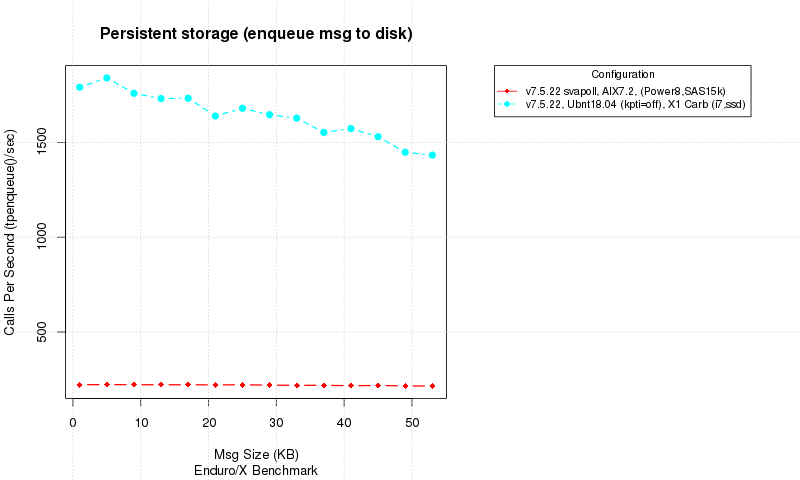 Persistent storage (enqueue msg to disk)
Configuration
v7.5.22 svapoll, AIX7.2, (Power8,SAS15k)
v7.5.22, Ubnt18.04 (kpti=off), X1 Carb (i7,ssd)
Calls Per Second (tpenqueue()/sec)
1500
1000
500
0 10 20 30 40 50
Msg Size (KB)
Enduro/X Benchmark